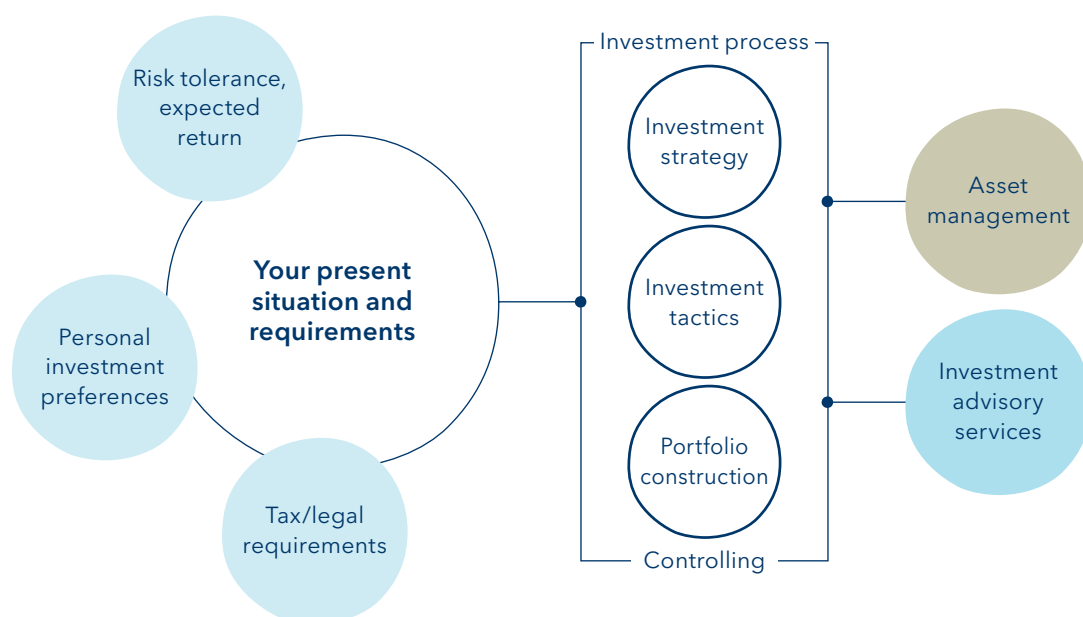 Risk tolerance,
expected
return
Your present
situation and
requirements
Personal
investment
preferences
Tax/legal
requirements
Investment process
Investment
strategy
Investment
tactics
Portfolio
construction
Controlling
Asset
management
Investment
advisory
services